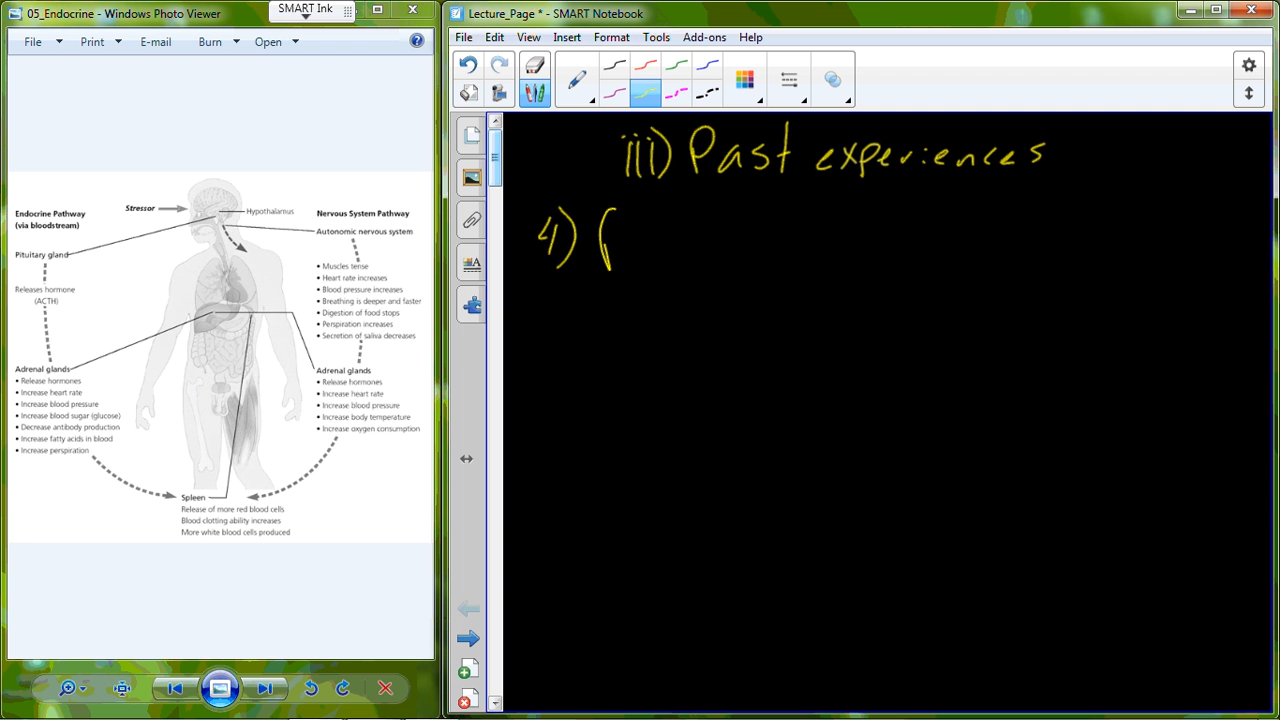 05_Endocrine - Windows Photo Viewer
SMART Ink
File Print E-mail Burn Open
Endocrine Pathway
(via bloodstream)
Stressor
Hypothalamus
Nervous System Pathway
Autonomic nervous system
Pituitary gland
Releases hormone
(ACTH)
• Muscles tense
• Heart rate increases
• Blood pressure increases
• Breathing is deeper and faster
• Digestion of food stops
• Perspiration increases
• Secretion of saliva decreases
Adrenal glands
• Release hormones
• Increase heart rate
• Increase blood pressure
• Increase blood sugar (glucose)
• Decrease antibody production
• Increase fatty acids in blood
• Increase perspiration
Adrenal glands
• Release hormones
• Increase heart rate
• Increase blood pressure
• Increase body temperature
• Increase oxygen consumption
Spleen
Release of more red blood cells
Blood clotting ability increases
More white blood cells produced
Lecture_Page * - SMART Notebook
File Edit View Insert Format Tools Add-ons Help
iii) Past experiences
4)